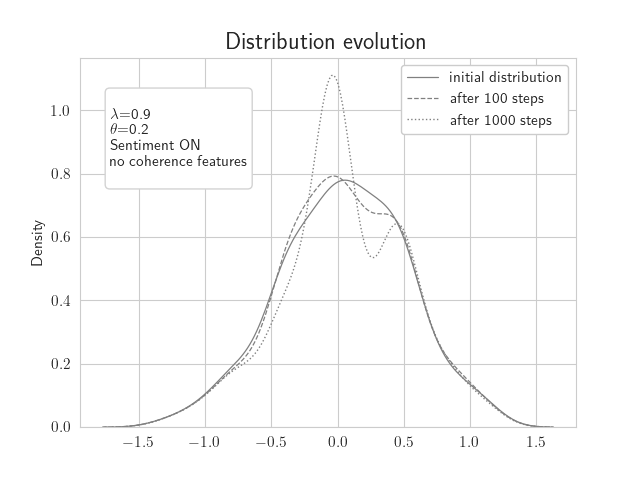 Distribution evolution
initial distribution
after 100 steps
after 1000 steps
λ=0.9
θ=0.2
Sentiment ON
no coherence features
Density
1.0
0.8
0.6
0.4
0.2
0.0
−1.5 −1.0 −0.5 0.0 0.5 1.0 1.5